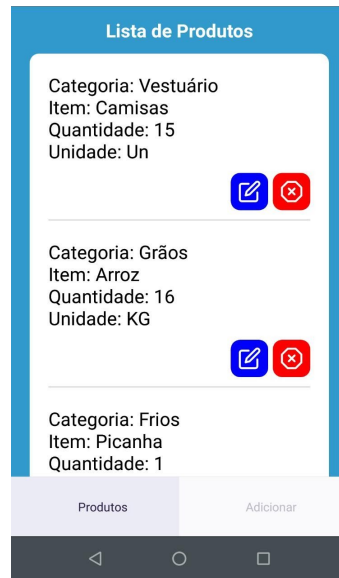 Lista de Produtos
Categoria: Vestuário
Item: Camisas
Quantidade: 15
Unidade: Un
Categoria: Grãos
Item: Arroz
Quantidade: 16
Unidade: KG
Categoria: Frios
Item: Picanha
Quantidade: 1
Produtos
Adicionar